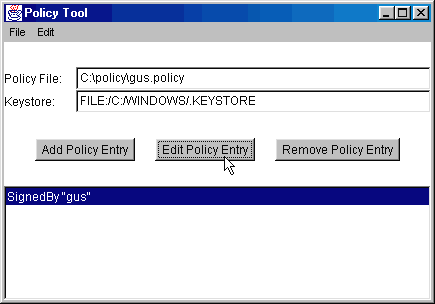 Policy Tool
File Edit
Policy File: C:\policy\gus.policy
Keystore: FILE:/C:/WINDOWS/.KEYSTORE
Add Policy Entry Edit Policy Entry Remove Policy Entry
SignedBy "gus"